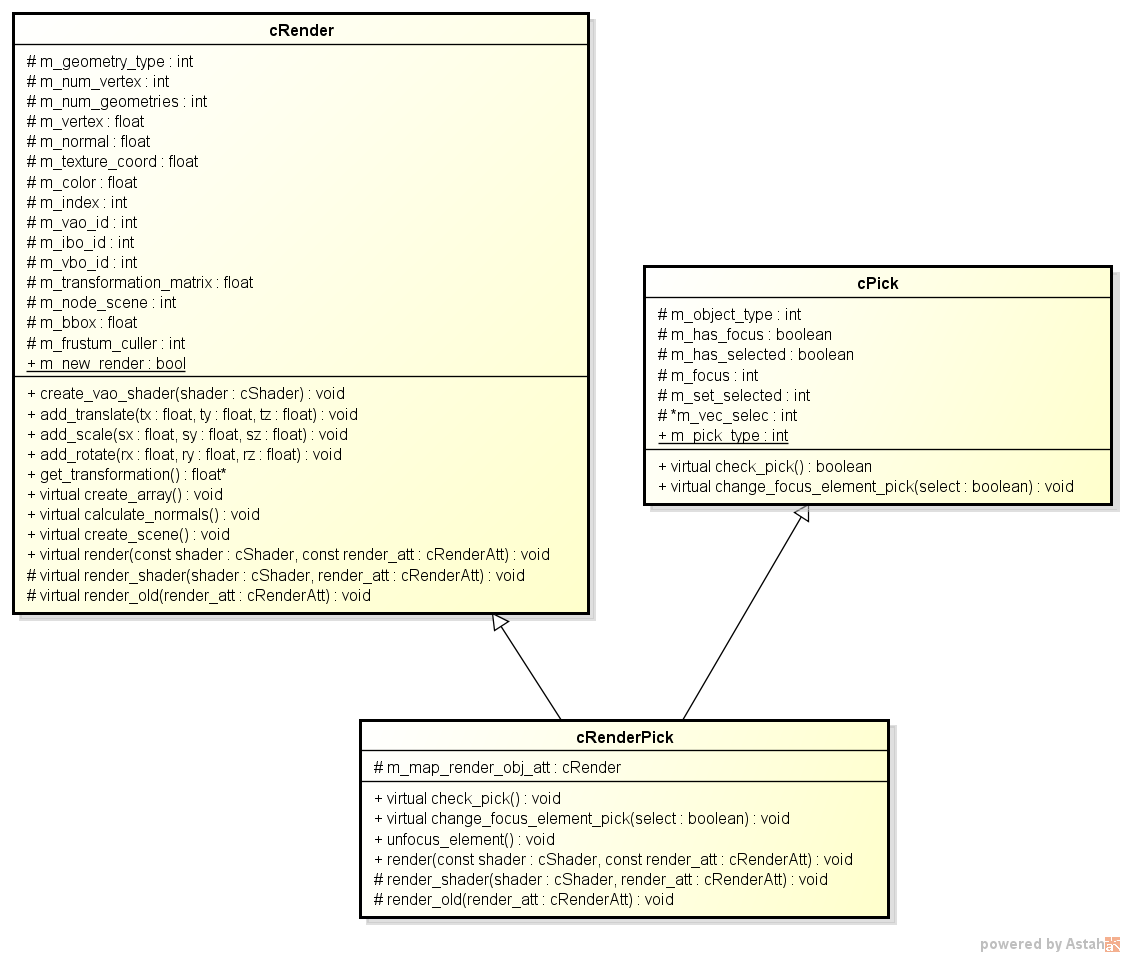 cRender
# m_geometry_type : int
# m_num_vertex : int
# m_num_geometries : int
# m_vertex : float
# m_normal : float
# m_texture_coord : float
# m_color : float
# m_index : int
# m_vao_id : int
# m_ibo_id : int
# m_vbo_id : int
# m_transformation_matrix : float
# m_node_scene : int
# m_bbox : float
# m_frustum_culler : int
+ m_new_render : bool
+ create_vao_shader(shader : cShader) : void
+ add_translate(tx : float, ty : float, tz : float) : void
+ add_scale(sx : float, sy : float, sz : float) : void
+ add_rotate(rx : float, ry : float, rz : float) : void
+ get_transformation() : float*
+ virtual create_array() : void
+ virtual calculate_normals() : void
+ virtual create_scene() : void
+ virtual render(const shader : cShader, const render_att : cRenderAtt) : void
# virtual render_shader(shader : cShader, render_att : cRenderAtt) : void
# virtual render_old(render_att : cRenderAtt) : void
cPick
# m_object_type : int
# m_has_focus : boolean
# m_has_selected : boolean
# m_focus : int
# m_set_selected : int
# *m_vec_selec : int
+ m_pick_type : int
+ virtual check_pick() : boolean
+ virtual change_focus_element_pick(select : boolean) : void
cRenderPick
# m_map_render_obj_att : cRender
+ virtual check_pick() : void
+ virtual change_focus_element_pick(select : boolean) : void
+ unfocus_element() : void
+ render(const shader : cShader, const render_att : cRenderAtt) : void
# render_shader(shader : cShader, render_att : cRenderAtt) : void
# render_old(render_att : cRenderAtt) : void
powered by Astah